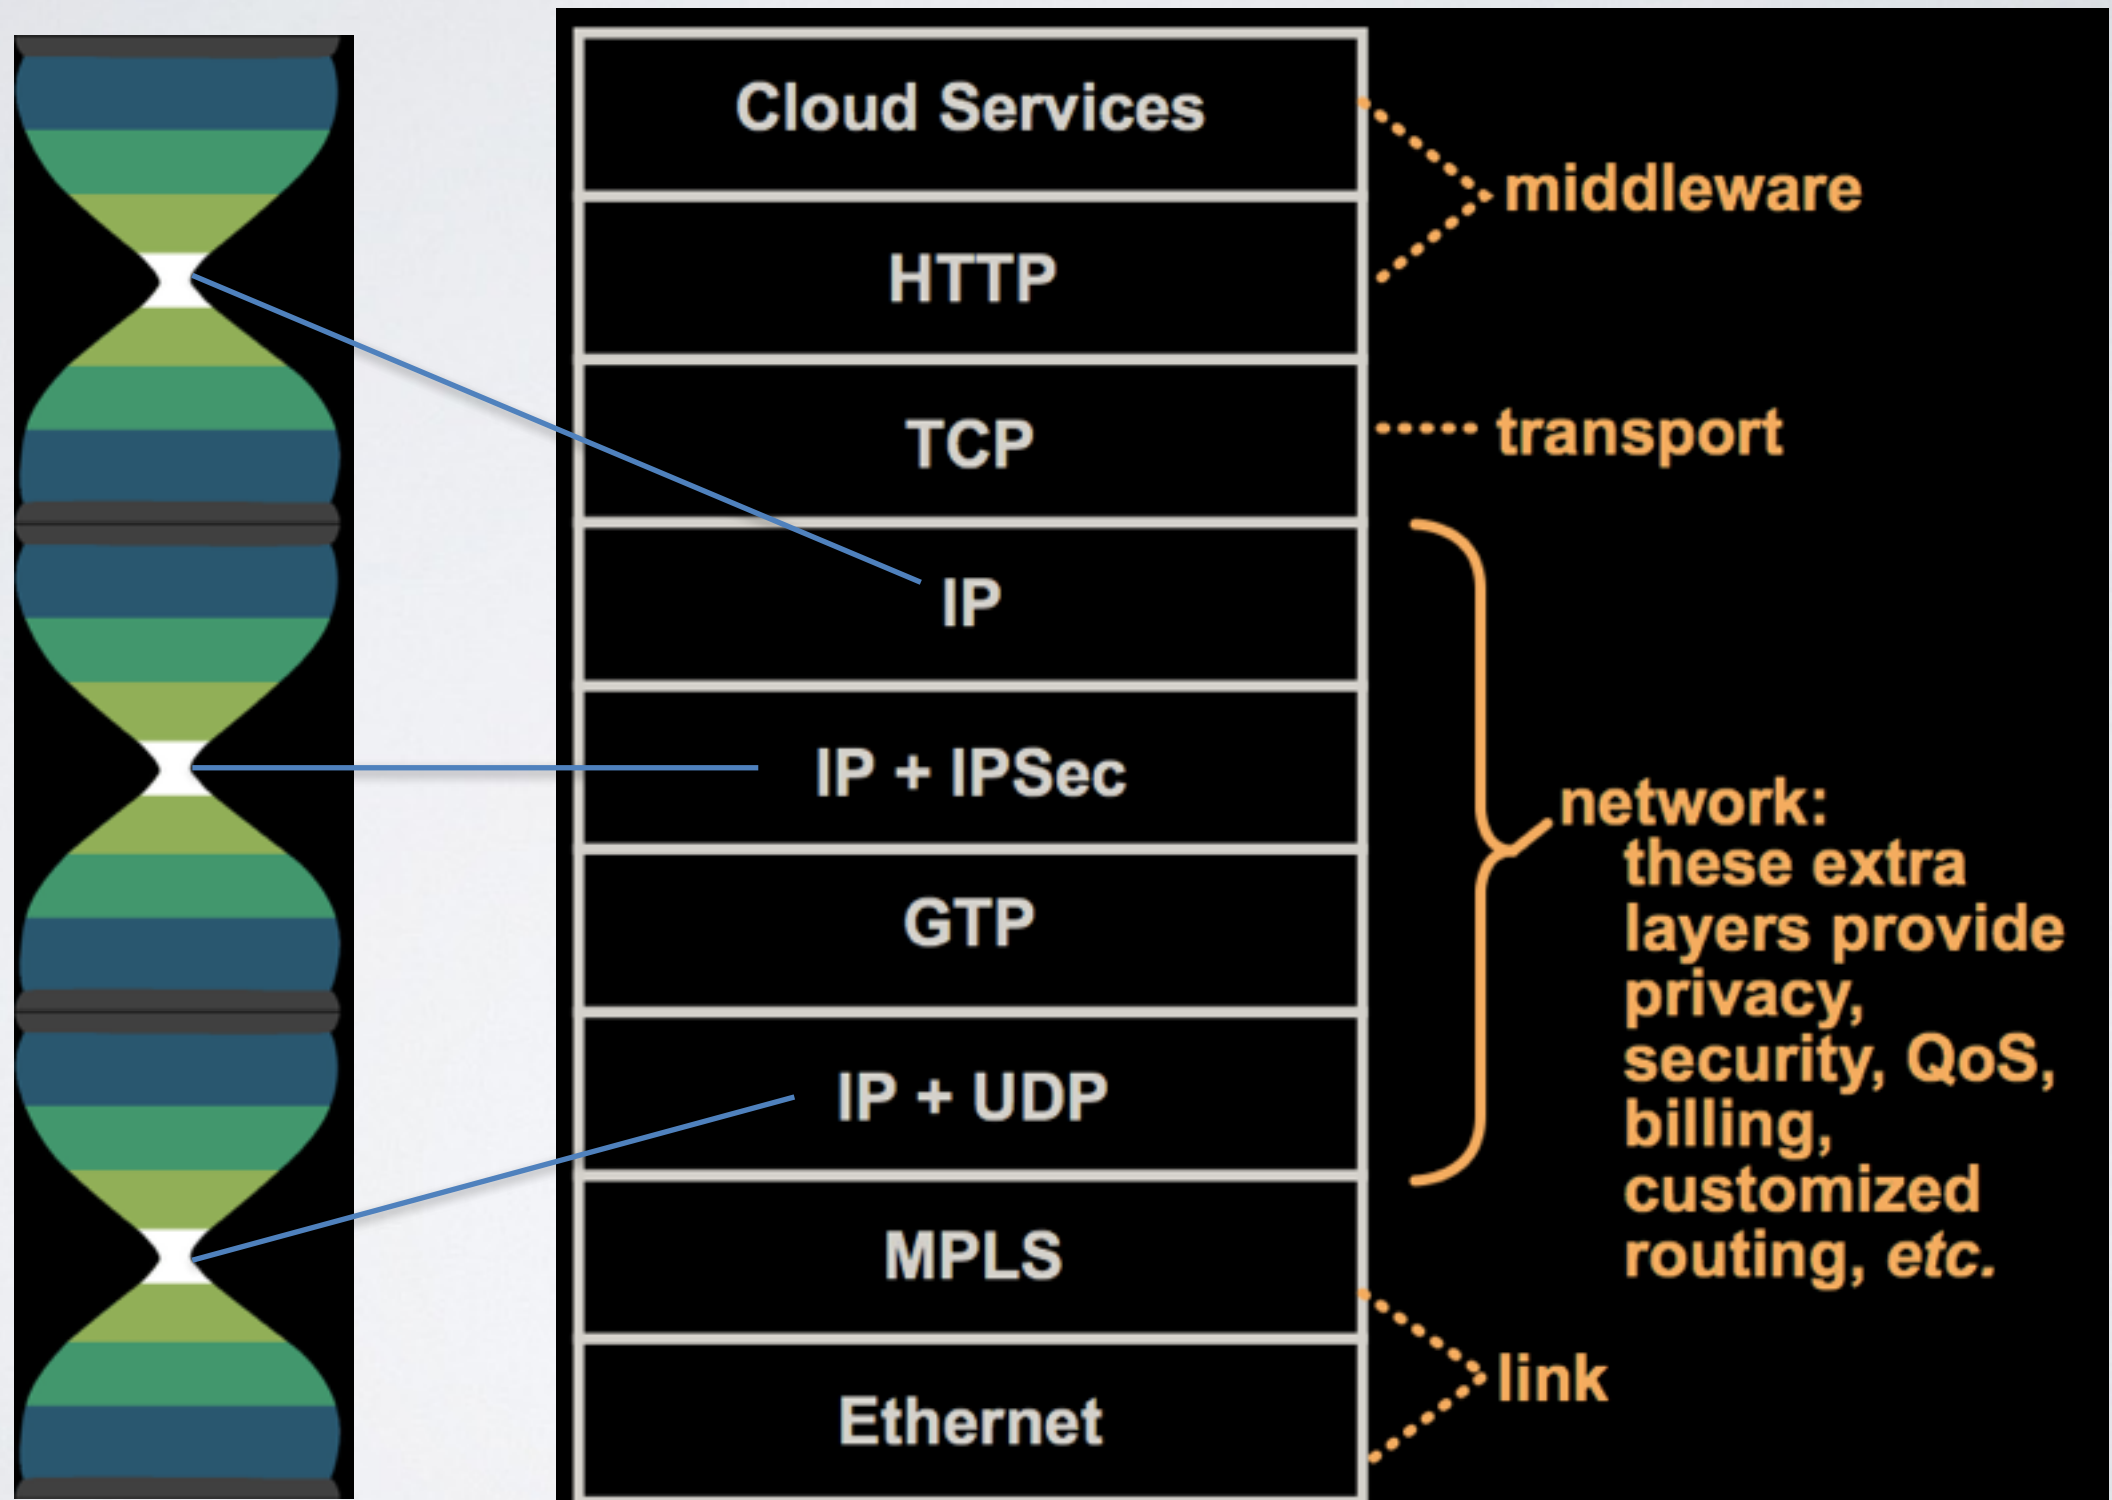 Cloud Services
HTTP
TCP
IP
IP + IPSec
GTP
IP + UDP
MPLS
Ethernet
middleware
transport
network:
these extra
layers provide
privacy,
security, QoS,
billing,
customized
routing, etc.
link